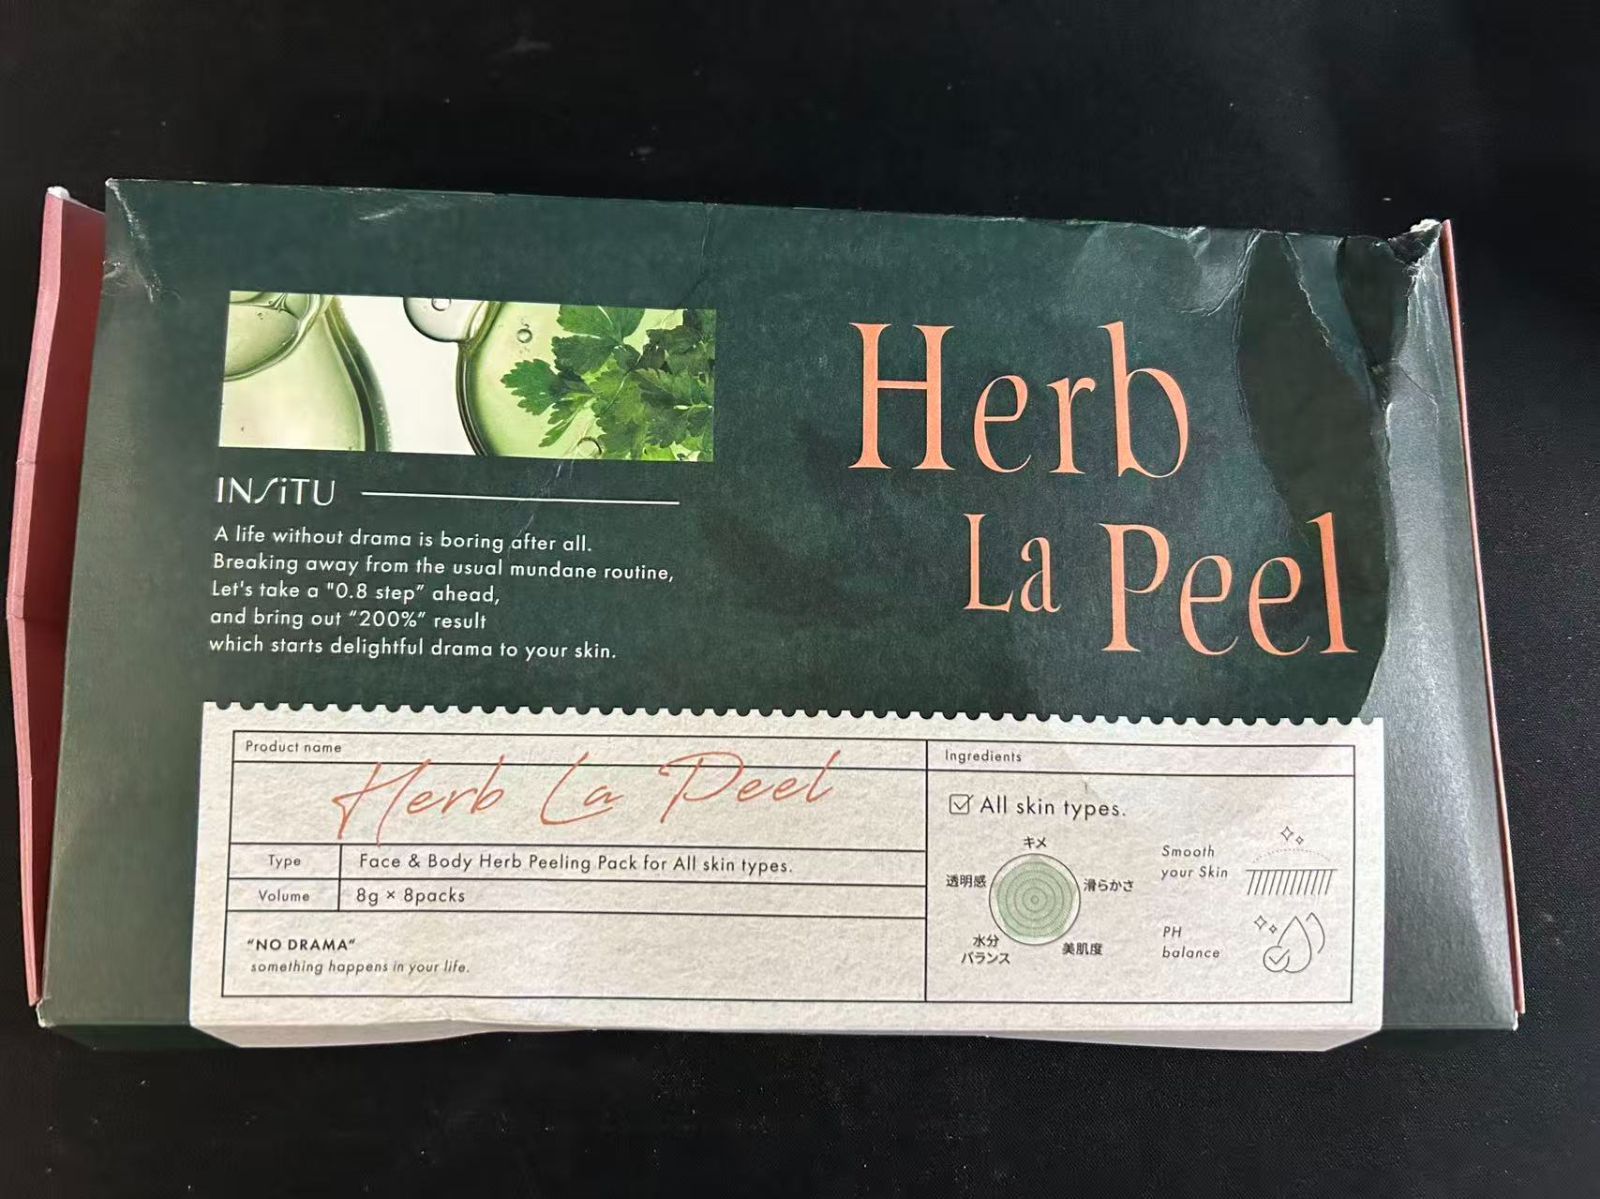 Herb
La Peel
INSiTU
A life without drama is boring after all.
Breaking away from the usual mundane routine,
Let's take a "0.8 step" ahead,
and bring out “200%” result
which starts delightful drama to your skin.
Product name
Herb La Peel
Type
Face & Body Herb Peeling Pack for All skin types.
Volume
8g × 8packs
“NO DRAMA”
something happens in your life.
Ingredients
All skin types.
キメ
透明感
滑らかさ
水分
バランス
美肌度
Smooth
your Skin
PH
balance